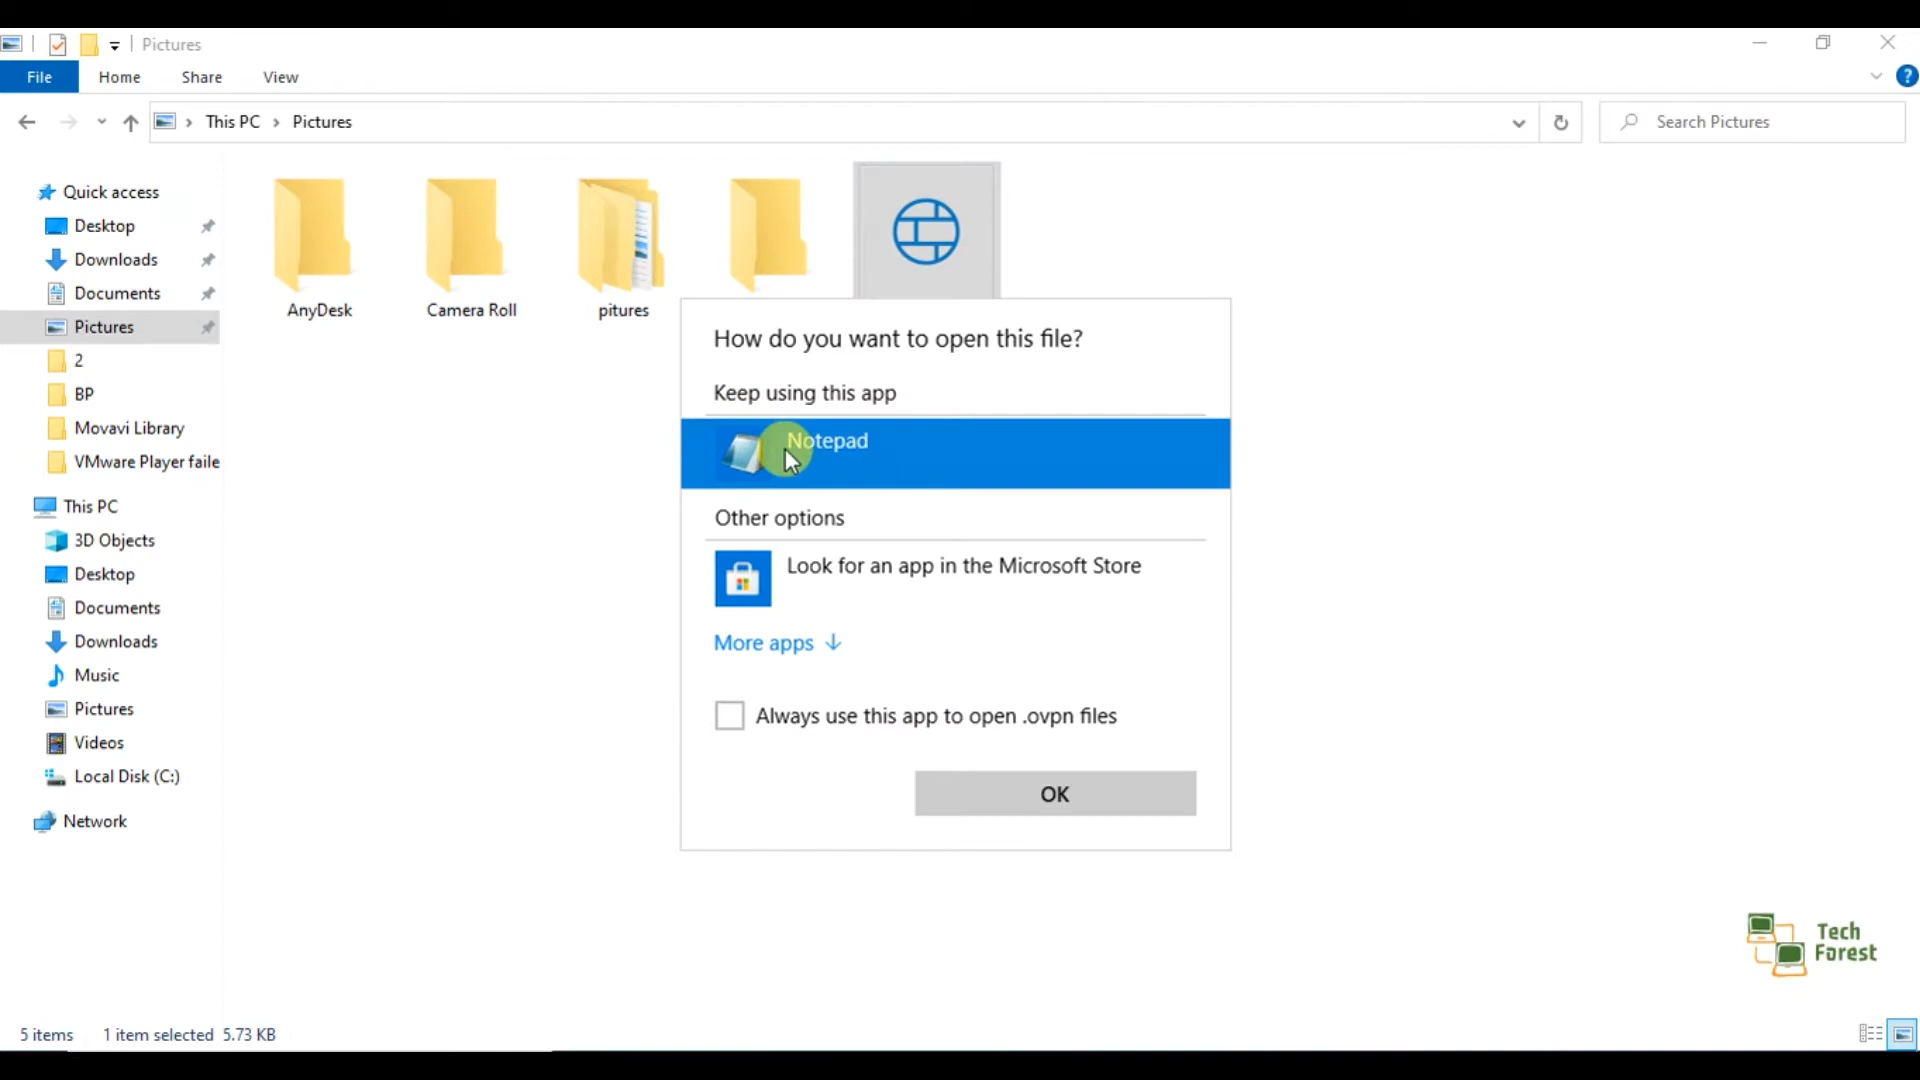 Pictures
File Home Share View
This PC > Pictures
Search Pictures
Quick access
Desktop
Downloads
Documents
Pictures
2
BP
Movavi Library
VMware Player faile
This PC
3D Objects
Desktop
Documents
Downloads
Music
Pictures
Videos
Local Disk (C:)
Network
AnyDesk
Camera Roll
pitures
How do you want to open this file?
Keep using this app
Notepad
Other options
Look for an app in the Microsoft Store
More apps
Always use this app to open .ovpn files
OK
Tech
Forest
5 items 1 item selected 5.73 KB